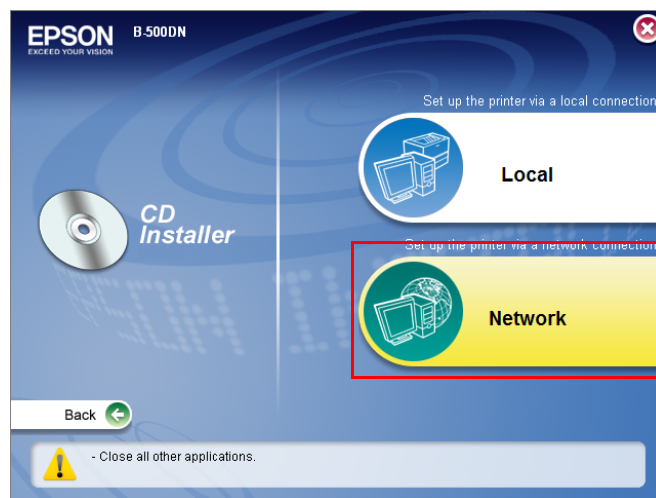 EPSON
EXCEED YOUR VISION
B-500DN
Set up the printer via a local connection
Local
CD
Installer
Set up the printer via a network connection
Network
Back
- Close all other applications.